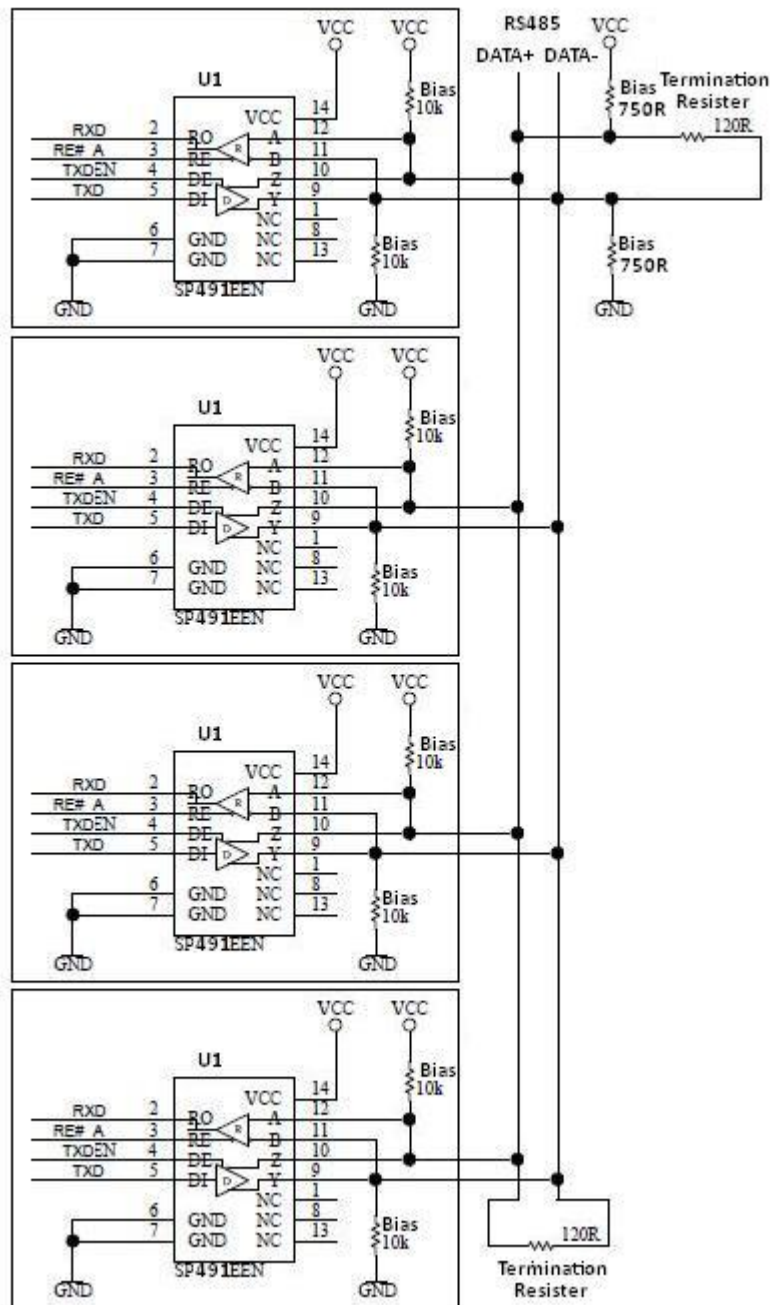 RS485
DATA+ DATA-
VCC
Bias
750R
Termination
Resister
120R
Bias
750R
GND
VCC VCC
U1
Bias
10k
14
VCC
RXD 2 RO A 12
RE# A 3 RE B 11
TXDEN 4 DE Z 10
TXD 5 DI Y 9
R
D
NC 1
6 GND NC 8
7 GND NC 13
Bias
10k
SP491EEN
GND GND
VCC VCC
U1
Bias
10k
14
VCC
RXD 2 RO A 12
RE# A 3 RE B 11
TXDEN 4 DE Z 10
TXD 5 DI Y 9
R
D
NC 1
6 GND NC 8
7 GND NC 13
Bias
10k
SP491EEN
GND GND
VCC VCC
U1
Bias
10k
14
VCC
RXD 2 RO A 12
RE# A 3 RE B 11
TXDEN 4 DE Z 10
TXD 5 DI Y 9
R
D
NC 1
6 GND NC 8
7 GND NC 13
Bias
10k
SP491EEN
GND GND
VCC VCC
U1
Bias
10k
14
VCC
RXD 2 RO A 12
RE# A 3 RE B 11
TXDEN 4 DE Z 10
TXD 5 DI Y 9
R
D
NC 1
6 GND NC 8
7 GND NC 13
Bias
10k
SP491EEN
GND GND
120R
Termination
Resister